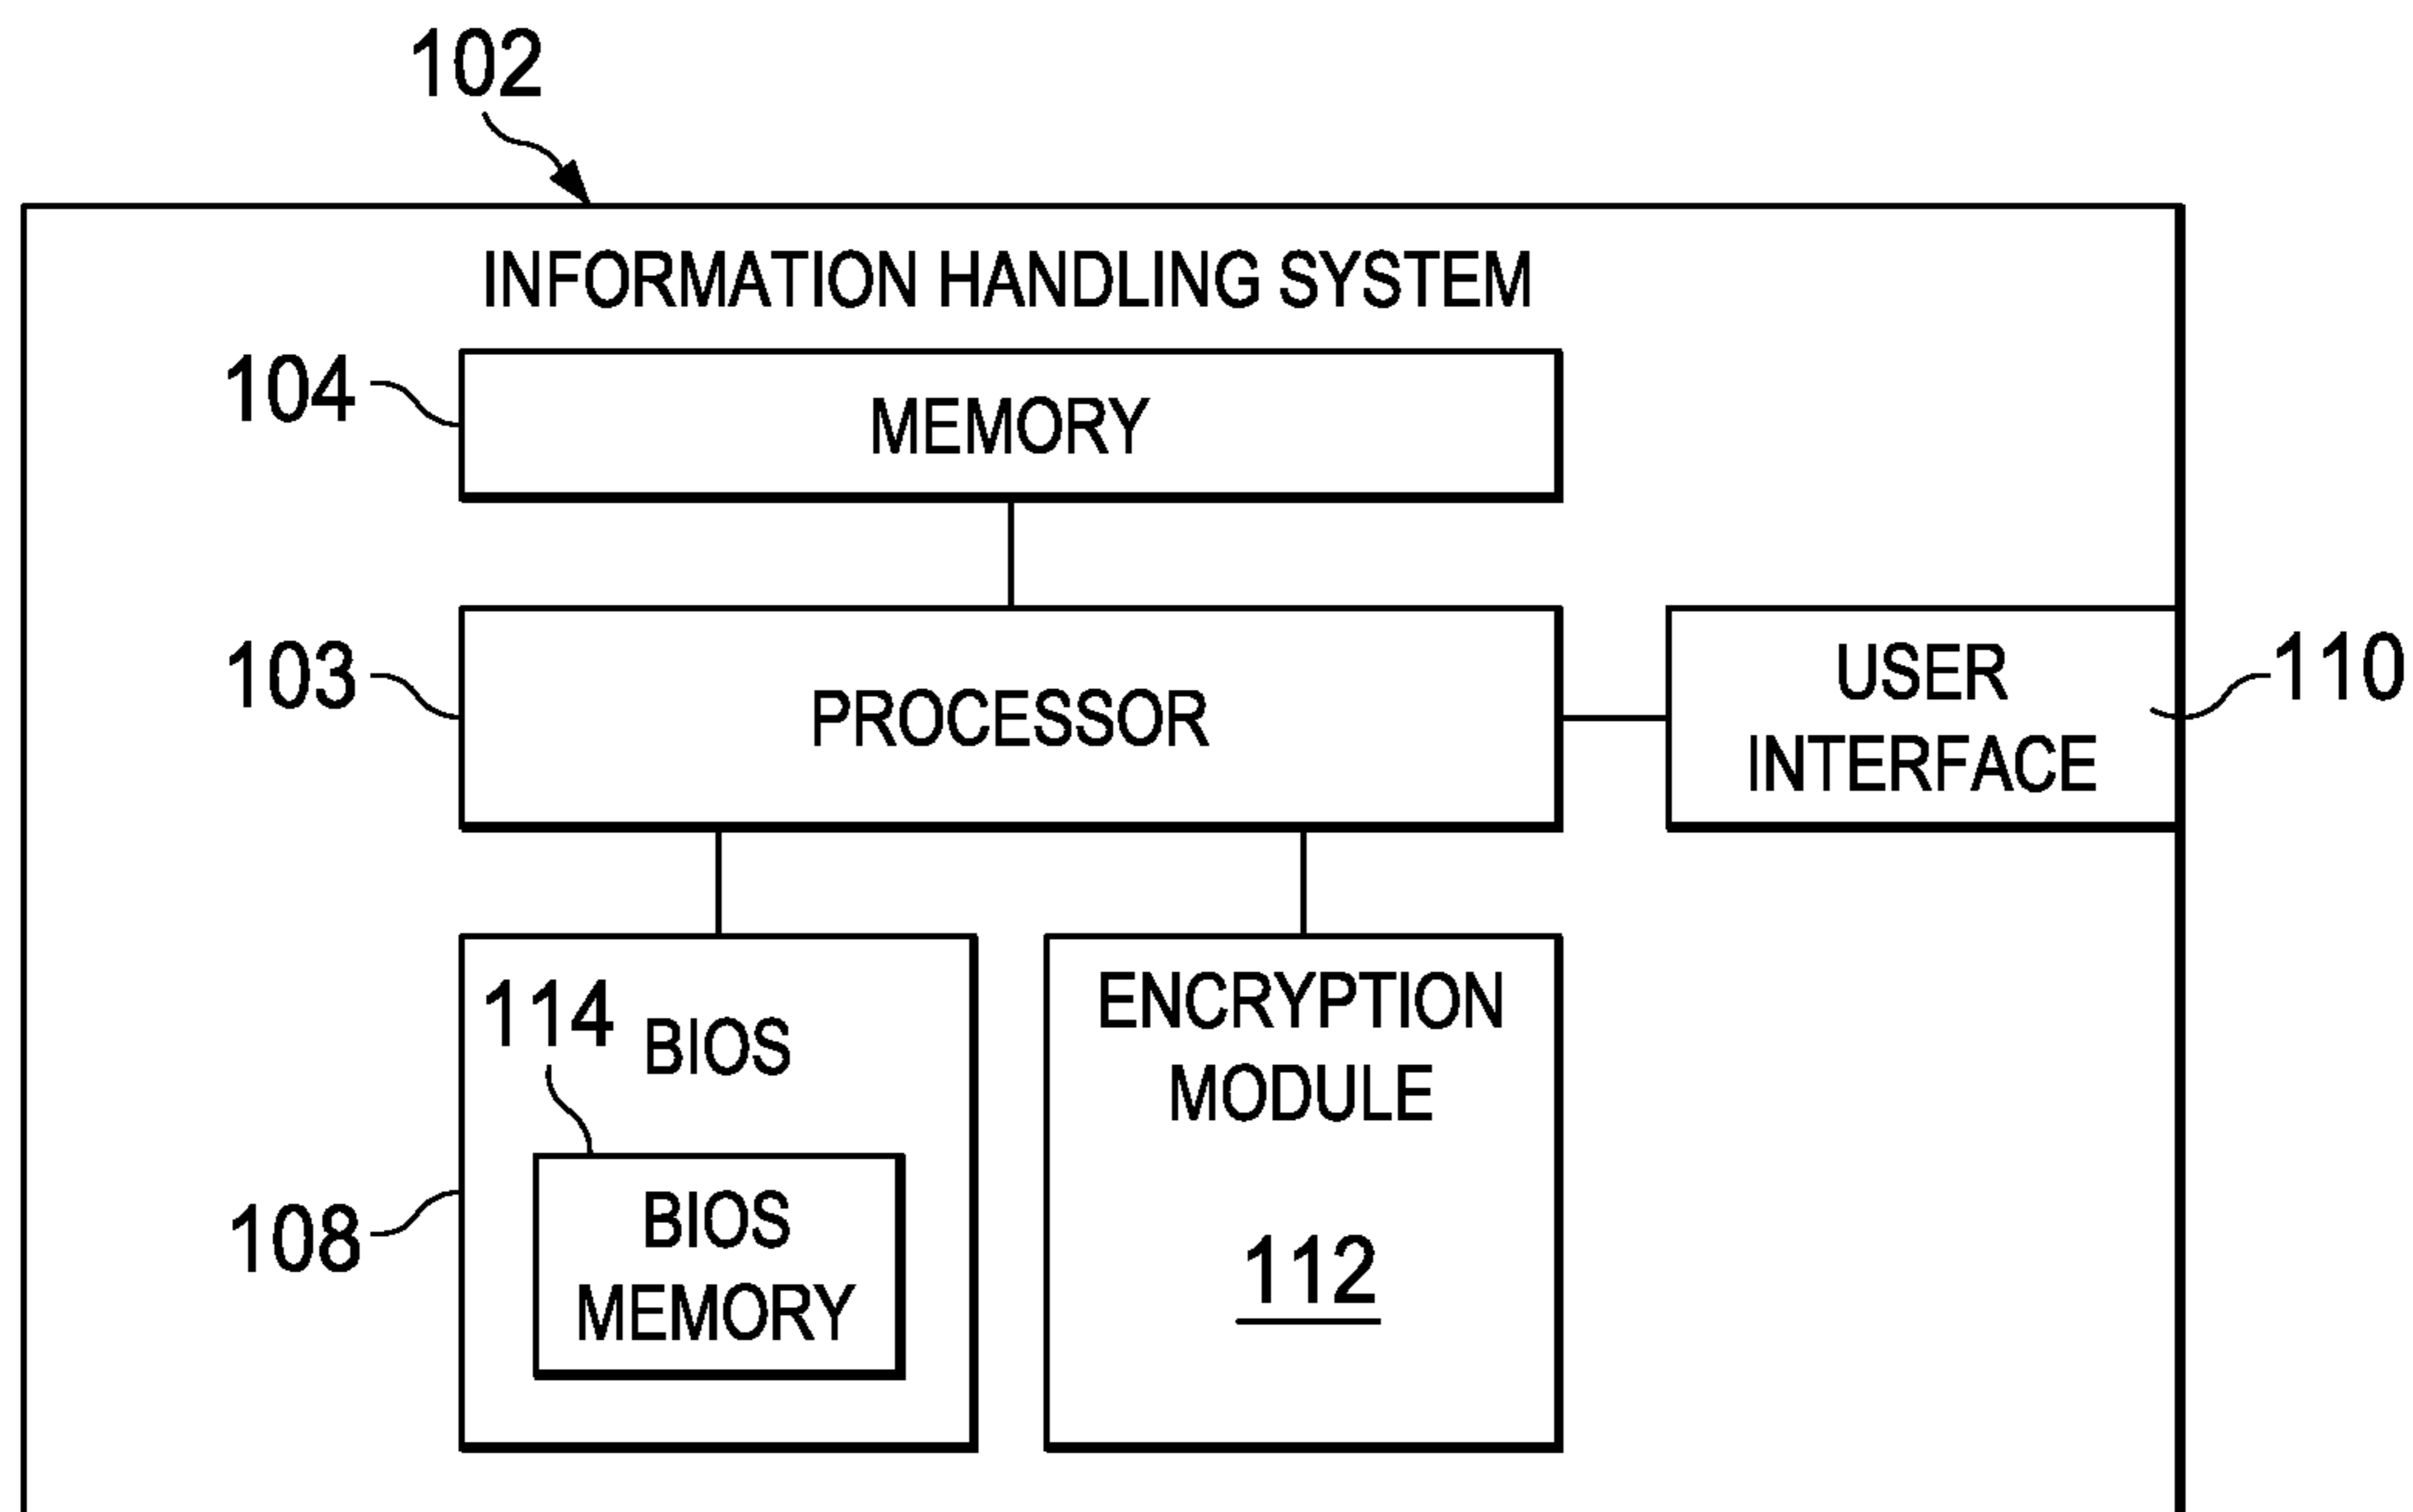 102
INFORMATION HANDLING SYSTEM
104
MEMORY
103
PROCESSOR
USER
INTERFACE
110
114
BIOS
BIOS
MEMORY
108
ENCRYPTION
MODULE
112